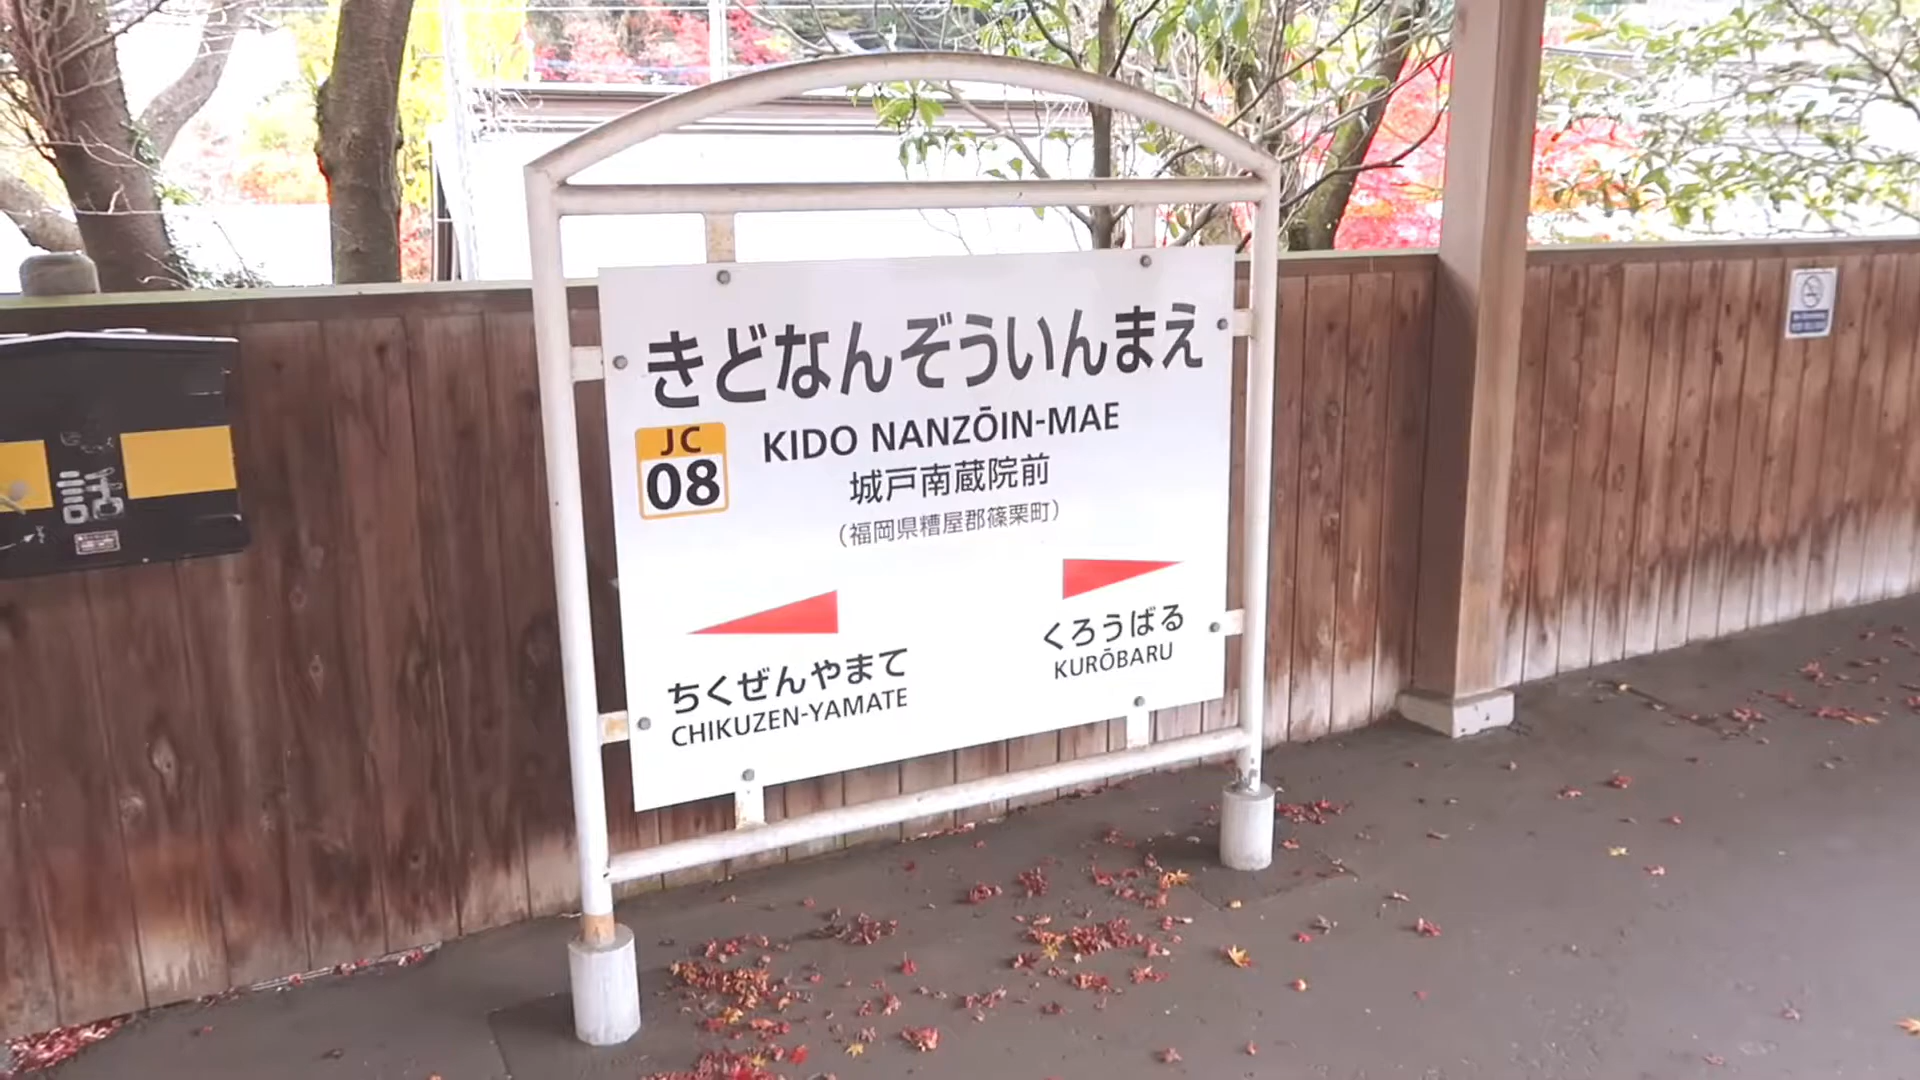 きどなんぞういんまえ
JC
08
KIDO NANZŌIN-MAE
城戸南蔵院前
（福岡県糟屋郡篠栗町）
ちくぜんやまて
CHIKUZEN-YAMATE
くろうばる
KURŌBARU